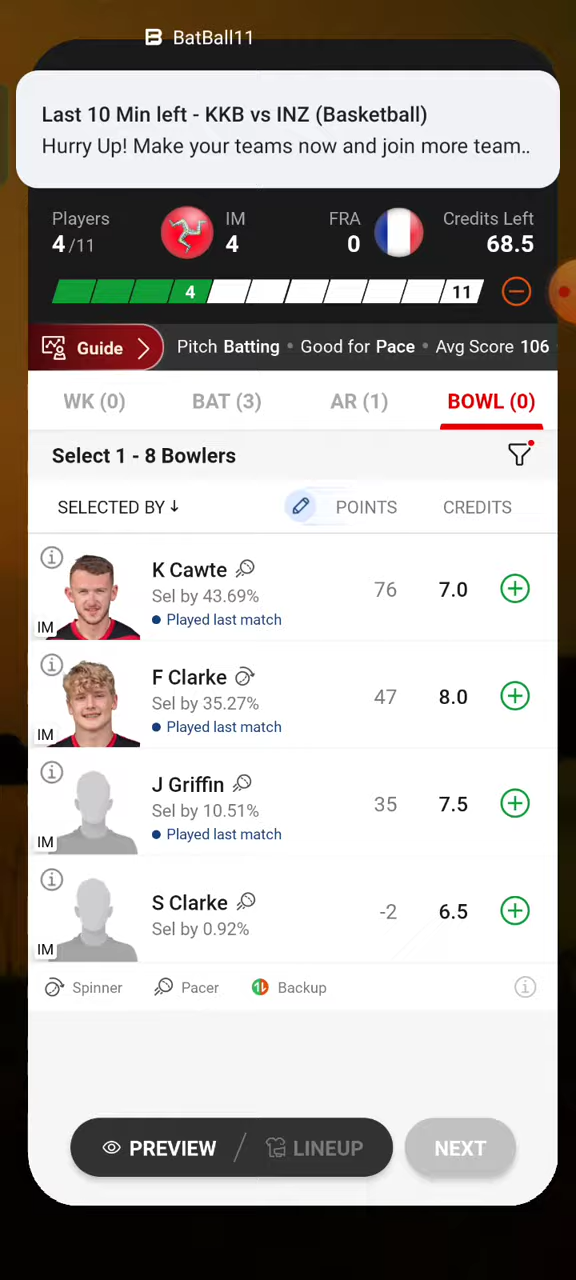 BatBall11
Last 10 Min left - KKB vs INZ (Basketball)
Hurry Up! Make your teams now and join more team..
Players IM FRA Credits Left
4/11 4 0 68.5
4 11
Guide Pitch Batting • Good for Pace • Avg Score 106
WK (0) BAT (3) AR (1) BOWL (0)
Select 1 - 8 Bowlers
SELECTED BY ↓ POINTS CREDITS
K Cawte
Sel by 43.69% 76 7.0
IM • Played last match
F Clarke
Sel by 35.27% 47 8.0
IM • Played last match
J Griffin
Sel by 10.51% 35 7.5
IM • Played last match
S Clarke -2 6.5
Sel by 0.92%
IM
Spinner Pacer Backup
PREVIEW / LINEUP NEXT